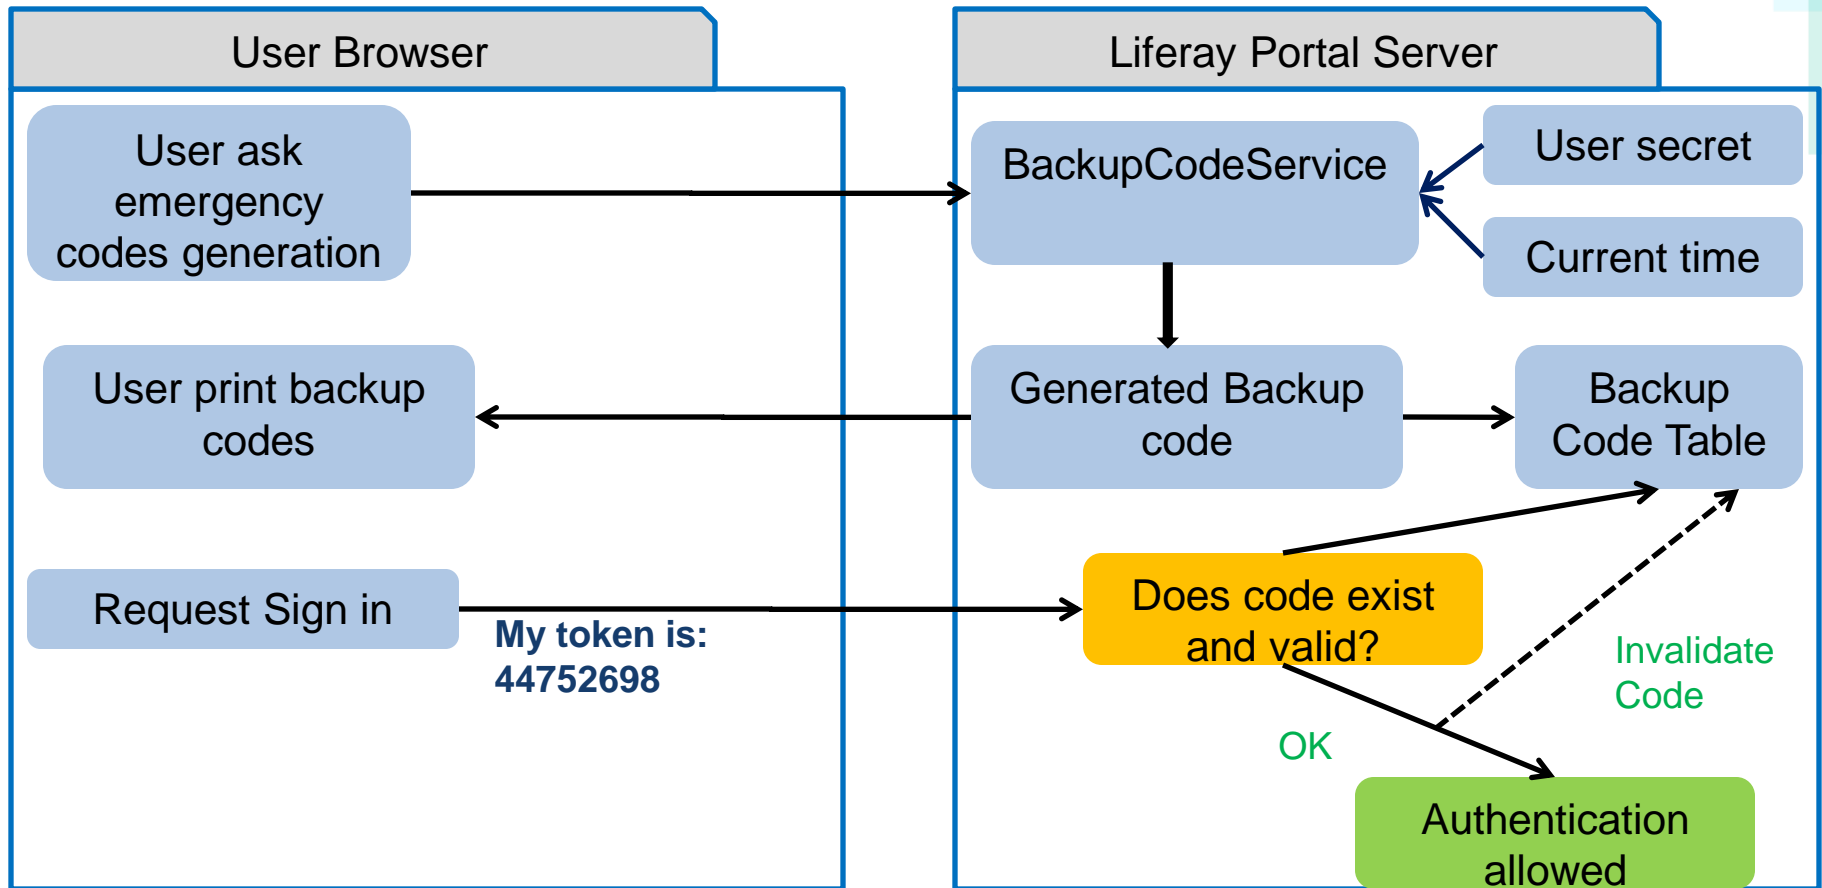 User Browser
Liferay Portal Server
User ask
emergency
codes generation
BackupCodeService
User secret
Current time
User print backup
codes
Generated Backup
code
Backup
Code Table
Request Sign in
My token is:
44752698
Does code exist
and valid?
Invalidate
Code
OK
Authentication
allowed